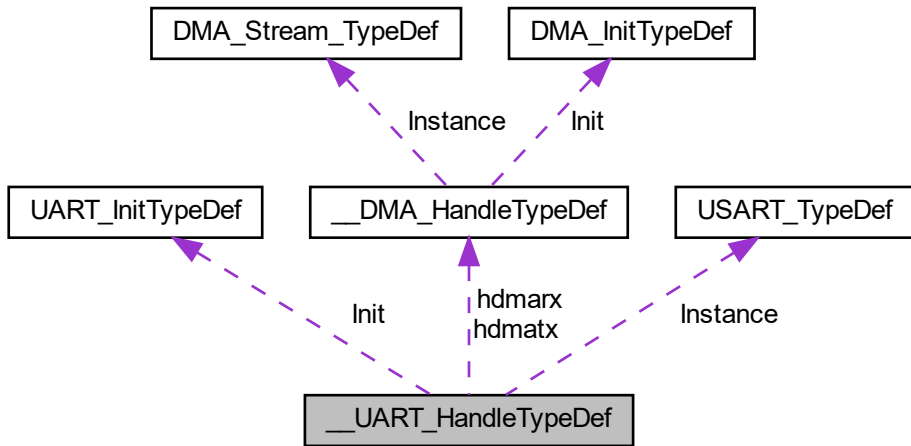 DMA_Stream_TypeDef
DMA_InitTypeDef
Instance
Init
UART_InitTypeDef
__DMA_HandleTypeDef
USART_TypeDef
hdmarx
hdmatx
Init
Instance
__UART_HandleTypeDef